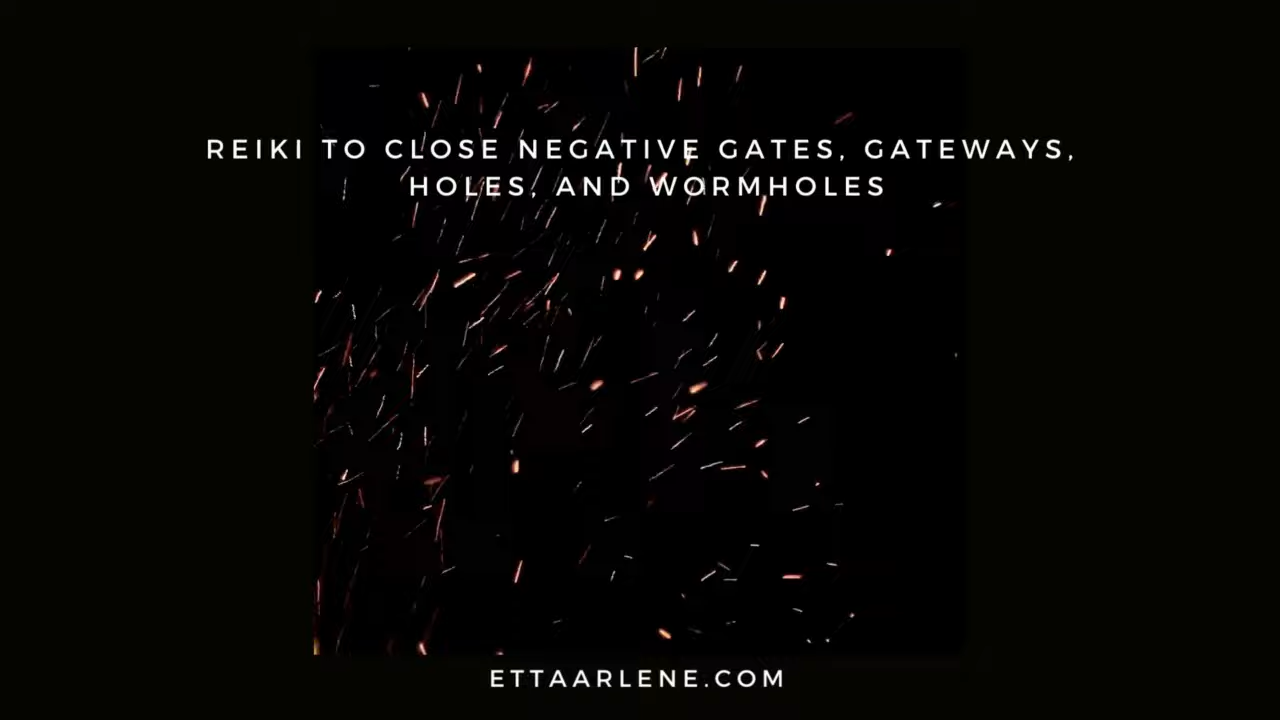 REIKI TO CLOSE NEGATIVE GATES, GATEWAYS,
HOLES, AND WORMHOLES
ETTAARLENE.COM